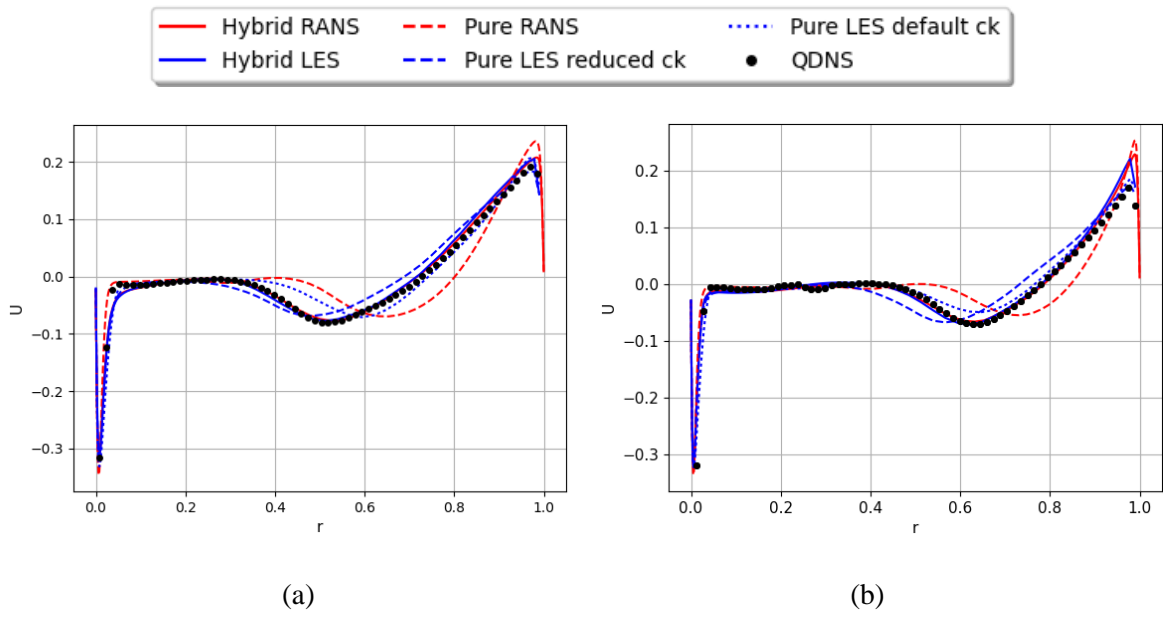 Hybrid RANS Pure RANS Pure LES default ck
Hybrid LES Pure LES reduced ck QDNS
0.2
0.1
0.0
−0.1
−0.2
−0.3
U
0.0 0.2 0.4 0.6 0.8 1.0
r
0.2
0.1
0.0
−0.1
−0.2
−0.3
U
0.0 0.2 0.4 0.6 0.8 1.0
r
(a) (b)